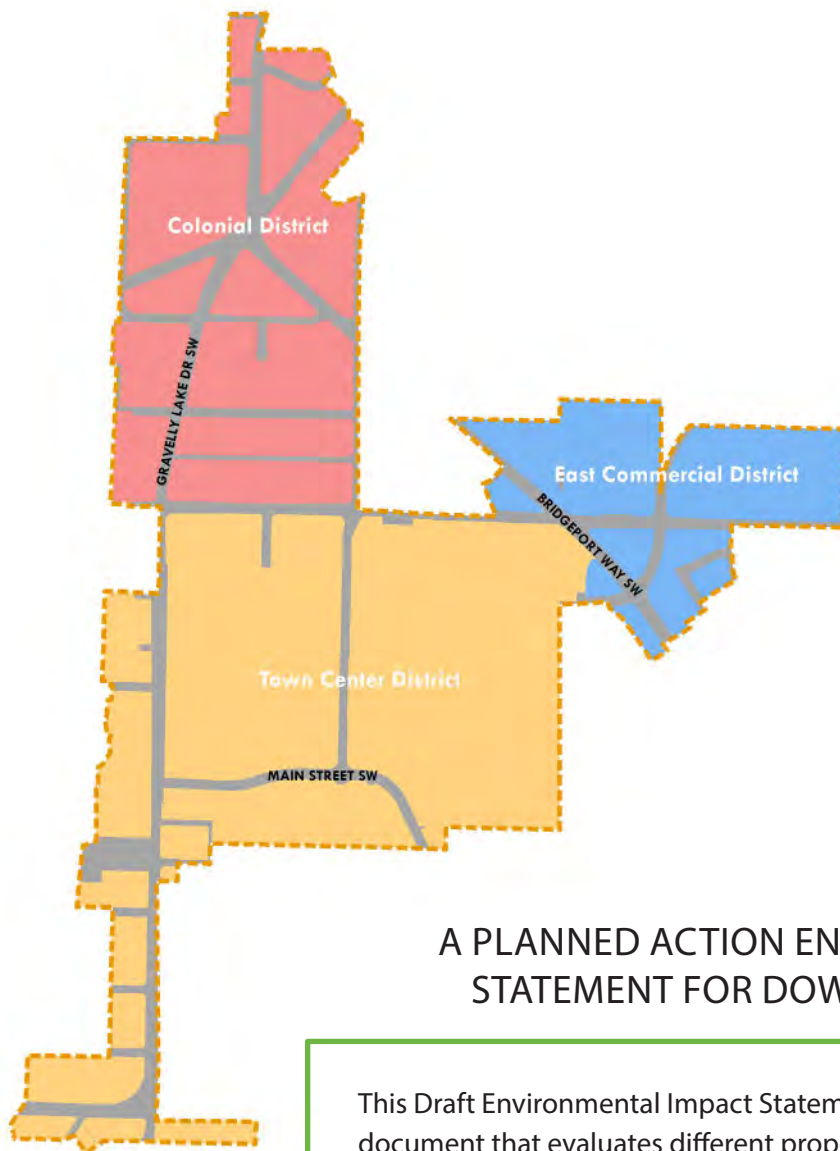 Colonial District
GRAVELLY LAKE DR SW
East Commercial District
BRIDGEPORT WAY SW
Town Center District
MAIN STREET SW
A PLANNED ACTION EN
STATEMENT FOR DOW
This Draft Environmental Impact Statem
document that evaluates different prop